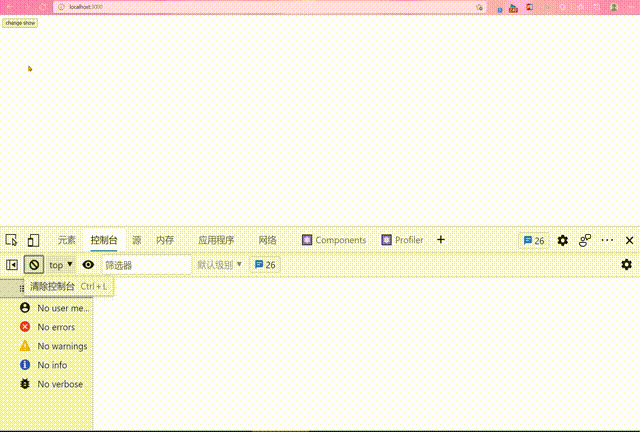 localhost:3000
change show
元素 控制台 源 内存 应用程序 网络 Components Profiler + 26
top 筛选器 默认级别 26
清除控制台 Ctrl + L
No user me...
No errors
No warnings
No info
No verbose